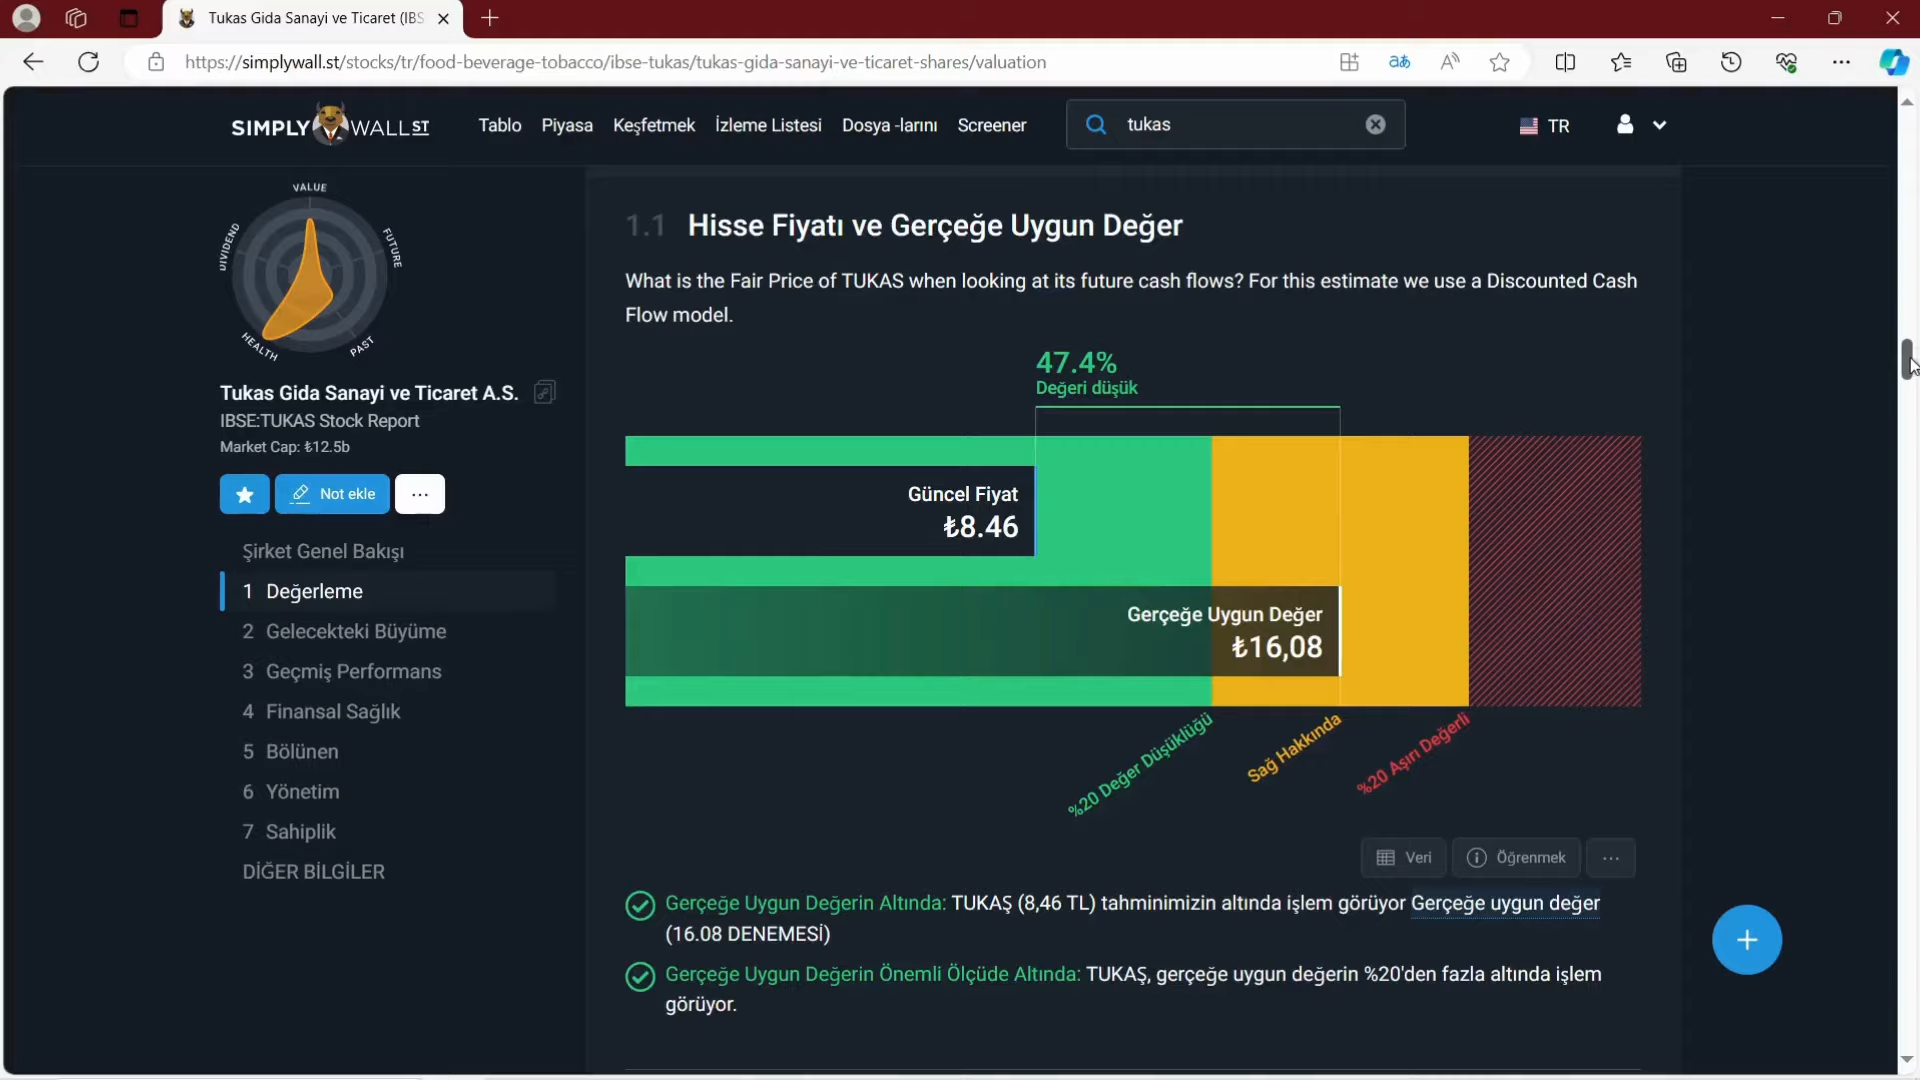 Tukas Gida Sanayi ve Ticaret (IBS
https://simplywall.st/stocks/tr/food-beverage-tobacco/ibse-tukas/tukas-gida-sanayi-ve-ticaret-shares/valuation
SIMPLY WALL ST
Tablo
Piyasa
Keşfetmek
İzleme Listesi
Dosya -larını
Screener
tukas
TR
VALUE
FUTURE
PAST
HEALTH
DIVIDEND
Tukas Gida Sanayi ve Ticaret A.S.
IBSE:TUKAS Stock Report
Market Cap: ₺12.5b
Not ekle
Şirket Genel Bakışı
1 Değerleme
2 Gelecekteki Büyüme
3 Geçmiş Performans
4 Finansal Sağlık
5 Bölünen
6 Yönetim
7 Sahiplik
DİĞER BİLGİLER
1.1 Hisse Fiyatı ve Gerçeğe Uygun Değer
What is the Fair Price of TUKAS when looking at its future cash flows? For this estimate we use a Discounted Cash
Flow model.
47.4%
Değeri düşük
Güncel Fiyat
₺8.46
Gerçeğe Uygun Değer
₺16,08
%20 Değer Düşüklüğü
Sağ Hakkında
%20 Aşırı Değerli
Veri
Öğrenmek
Gerçeğe Uygun Değerin Altında: TUKAŞ (8,46 TL) tahminimizin altında işlem görüyor Gerçeğe uygun değer
(16.08 DENEMESİ)
Gerçeğe Uygun Değerin Önemli Ölçüde Altında: TUKAŞ, gerçeğe uygun değerin %20'den fazla altında işlem
görüyor.